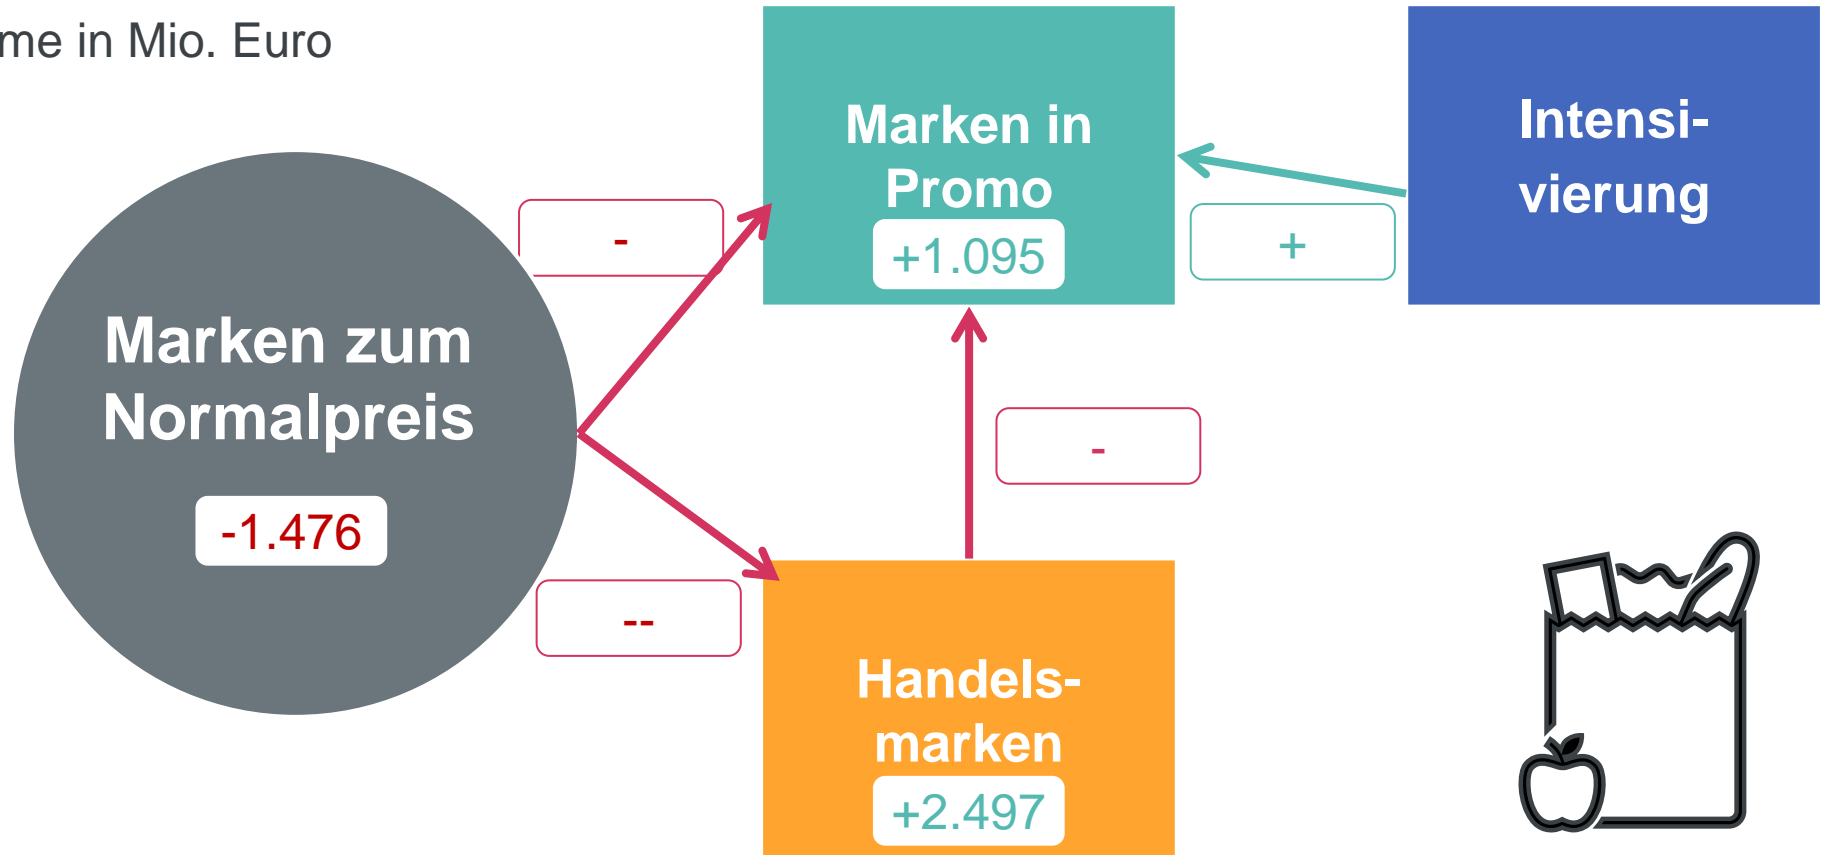 me in Mio. Euro
Marken zum
Normalpreis
-1.476
-
--
Marken in
Promo
+1.095
-
Handels-
marken
+2.497
+
Intensi-
vierung